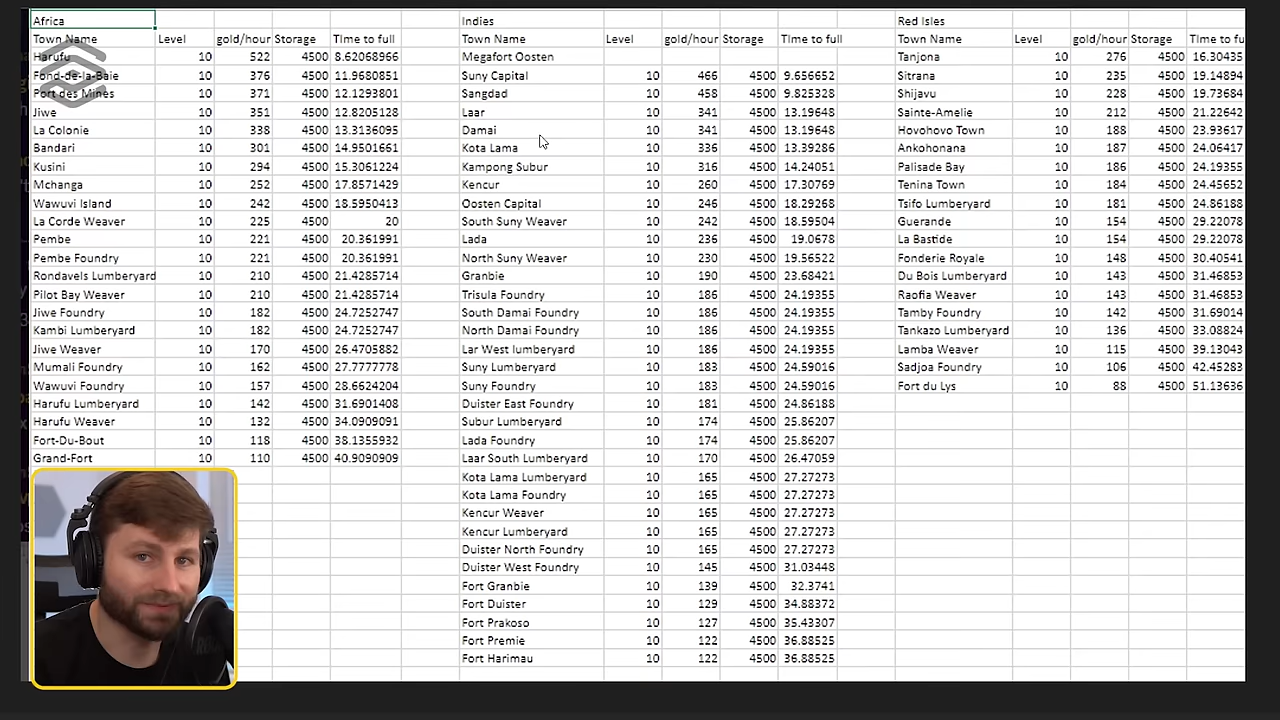 Africa Indies Red Isles
Town Name Level gold/hour Storage Time to full Town Name Level gold/hour Storage Time to full Town Name Level gold/hour Storage Time to fu
Harufu 10 522 4500 8.62068966 Megafort Oosten Tanjona 10 276 4500 16.30435
Fond-de-la-Baie 10 376 4500 11.9680851 Suny Capital 10 466 4500 9.656652 Sitrana 10 235 4500 19.14894
Port des Mines 10 371 4500 12.1293801 Sangdad 10 458 4500 9.825328 Shijavu 10 228 4500 19.73684
Jiwe 10 351 4500 12.8205128 Laar 10 341 4500 13.19648 Sainte-Amelie 10 212 4500 21.22642
La Colonie 10 338 4500 13.3136095 Damai 10 341 4500 13.19648 Hovohovo Town 10 188 4500 23.93617
Bandari 10 301 4500 14.9501661 Kota Lama 10 336 4500 13.39286 Ankohonana 10 187 4500 24.06417
Kusini 10 294 4500 15.3061224 Kampong Subur 10 316 4500 14.24051 Palisade Bay 10 186 4500 24.19355
Mchanga 10 252 4500 17.8571429 Kencur 10 260 4500 17.30769 Tenina Town 10 184 4500 24.45652
Wawuvi Island 10 242 4500 18.5950413 Oosten Capital 10 246 4500 18.29268 Tsifo Lumberyard 10 181 4500 24.86188
La Corde Weaver 10 225 4500 20 South Suny Weaver 10 242 4500 18.59504 Guerande 10 154 4500 29.22078
Pembe 10 221 4500 20.361991 Lada 10 236 4500 19.0678 La Bastide 10 154 4500 29.22078
Pembe Foundry 10 221 4500 20.361991 North Suny Weaver 10 230 4500 19.56522 Fonderie Royale 10 148 4500 30.40541
Rondavels Lumberyard 10 210 4500 21.4285714 Granbie 10 190 4500 23.68421 Du Bois Lumberyard 10 143 4500 31.46853
Pilot Bay Weaver 10 210 4500 21.4285714 Trisula Foundry 10 186 4500 24.19355 Raofia Weaver 10 143 4500 31.46853
Jiwe Foundry 10 182 4500 24.7252747 South Damai Foundry 10 186 4500 24.19355 Tamby Foundry 10 142 4500 31.69014
Kambi Lumberyard 10 182 4500 24.7252747 North Damai Foundry 10 186 4500 24.19355 Tankazo Lumberyard 10 136 4500 33.08824
Jiwe Weaver 10 170 4500 26.4705882 Lar West lumberyard 10 186 4500 24.19355 Lamba Weaver 10 115 4500 39.13043
Mumali Foundry 10 162 4500 27.7777778 Suny Lumberyard 10 183 4500 24.59016 Sadjoa Foundry 10 106 4500 42.45283
Wawuvi Foundry 10 157 4500 28.6624204 Suny Foundry 10 183 4500 24.59016 Fort du Lys 10 88 4500 51.13636
Harufu Lumberyard 10 142 4500 31.6901408 Duister East Foundry 10 181 4500 24.86188
Harufu Weaver 10 132 4500 34.0909091 Subur Lumberyard 10 174 4500 25.86207
Fort-Du-Bout 10 118 4500 38.1355932 Lada Foundry 10 174 4500 25.86207
Grand-Fort 10 110 4500 40.9090909 Laar South Lumberyard 10 170 4500 26.47059
Kota Lama Lumberyard 10 165 4500 27.27273
Kota Lama Foundry 10 165 4500 27.27273
Kencur Weaver 10 165 4500 27.27273
Kencur Lumberyard 10 165 4500 27.27273
Duister North Foundry 10 165 4500 27.27273
Duister West Foundry 10 145 4500 31.03448
Fort Granbie 10 139 4500 32.3741
Fort Duister 10 129 4500 34.88372
Fort Prakoso 10 127 4500 35.43307
Fort Premie 10 122 4500 36.88525
Fort Harimau 10 122 4500 36.88525